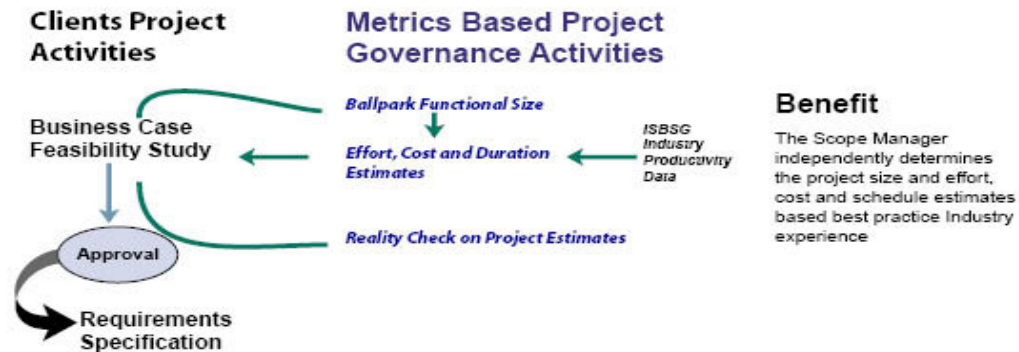 Clients Project
Activities
Metrics Based Project
Governance Activities
Ballpark Functional Size
Business Case
Feasibility Study
Effort, Cost and Duration
Estimates
ISBSG
Industry
Productivity
Data
Reality Check on Project Estimates
Approval
Requirements
Specification
Benefit
The Scope Manager
independently determines
the project size and effort,
cost and schedule estimates
based best practice Industry
experience